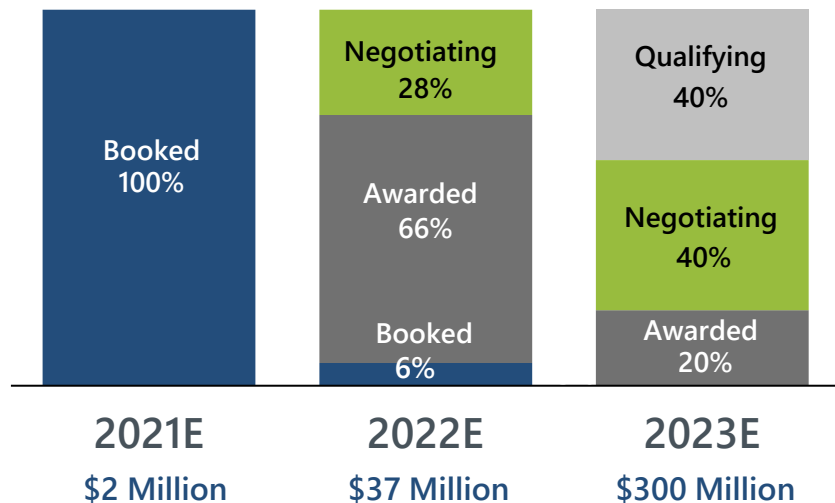 Booked
100%
Negotiating
28%
Awarded
66%
Booked
6%
Qualifying
40%
Negotiating
40%
Awarded
20%
2021E
2022E
2023E
$2 Million
$37 Million
$300 Million